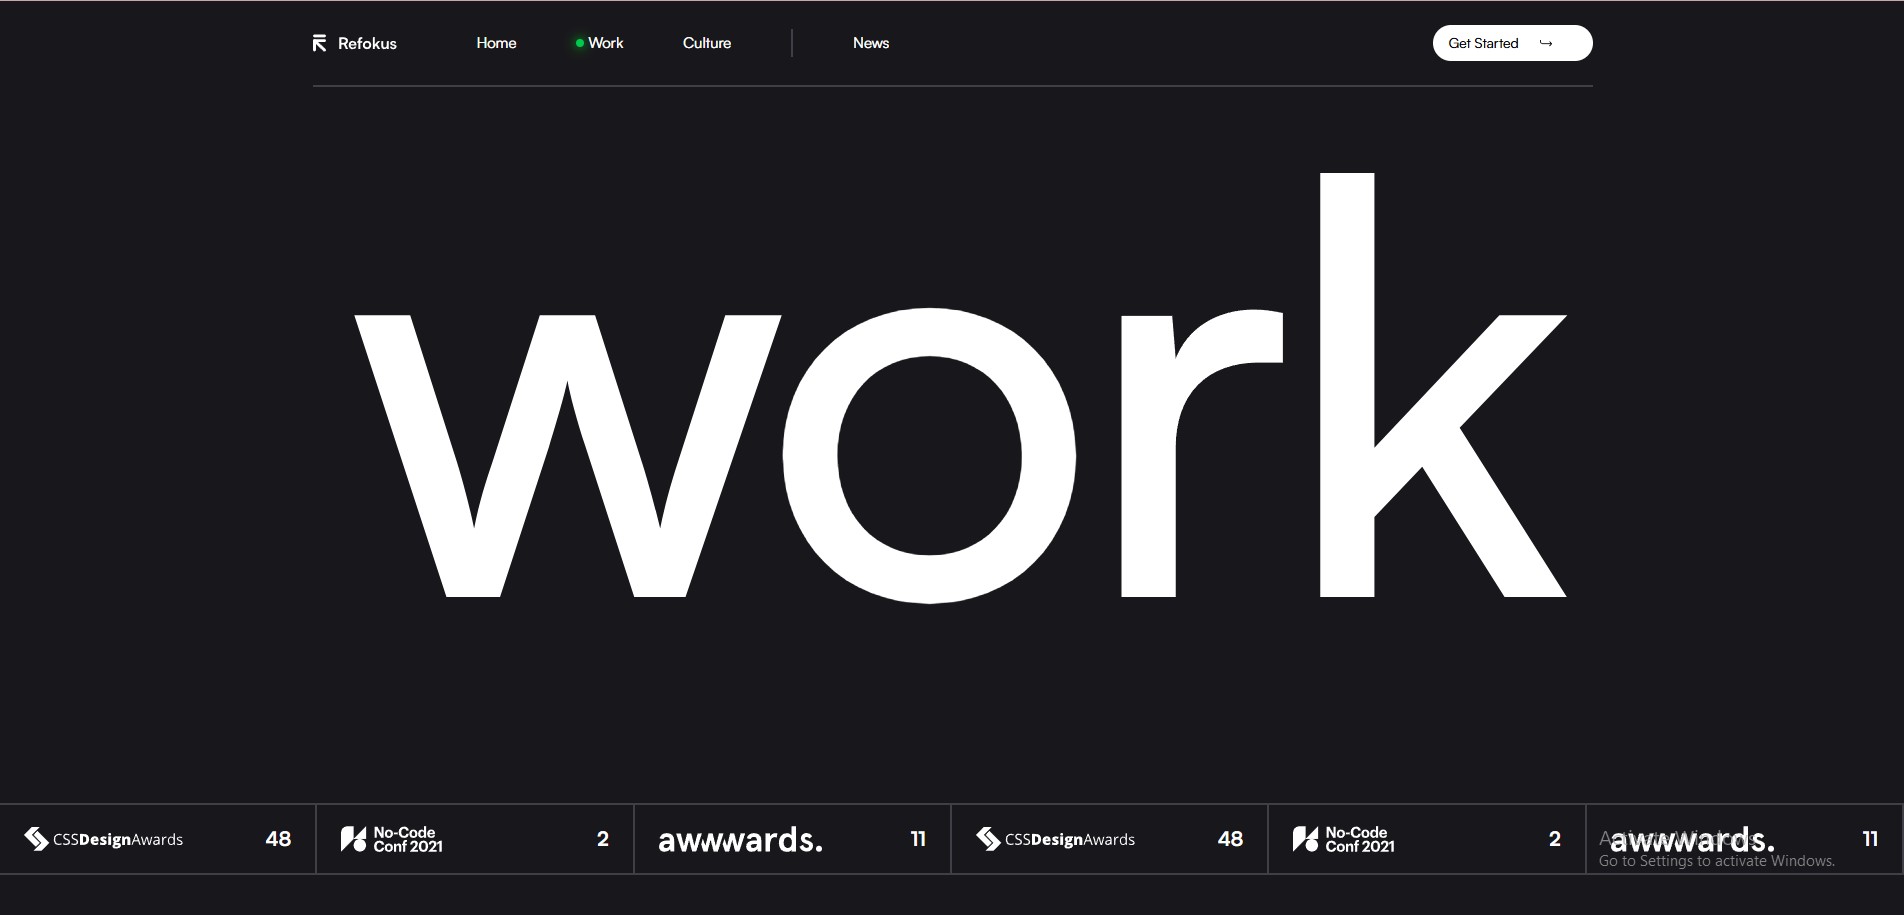 Refokus Home Work Culture News Get Started
work
CSSDesignAwards 48 No-Code Conf 2021 2 awwwards. 11 CSSDesignAwards 48 No-Code Conf 2021 2 awwwards. 11
Activate Windows
Go to Settings to activate Windows.